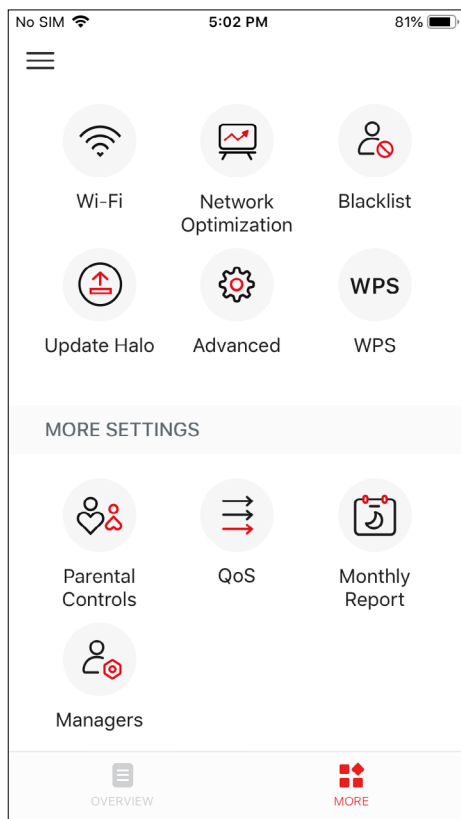 No SIM 5:02 PM 81%
Wi-Fi Network Optimization Blacklist
Update Halo Advanced WPS WPS
MORE SETTINGS
Parental Controls QoS Monthly Report
Managers
OVERVIEW MORE